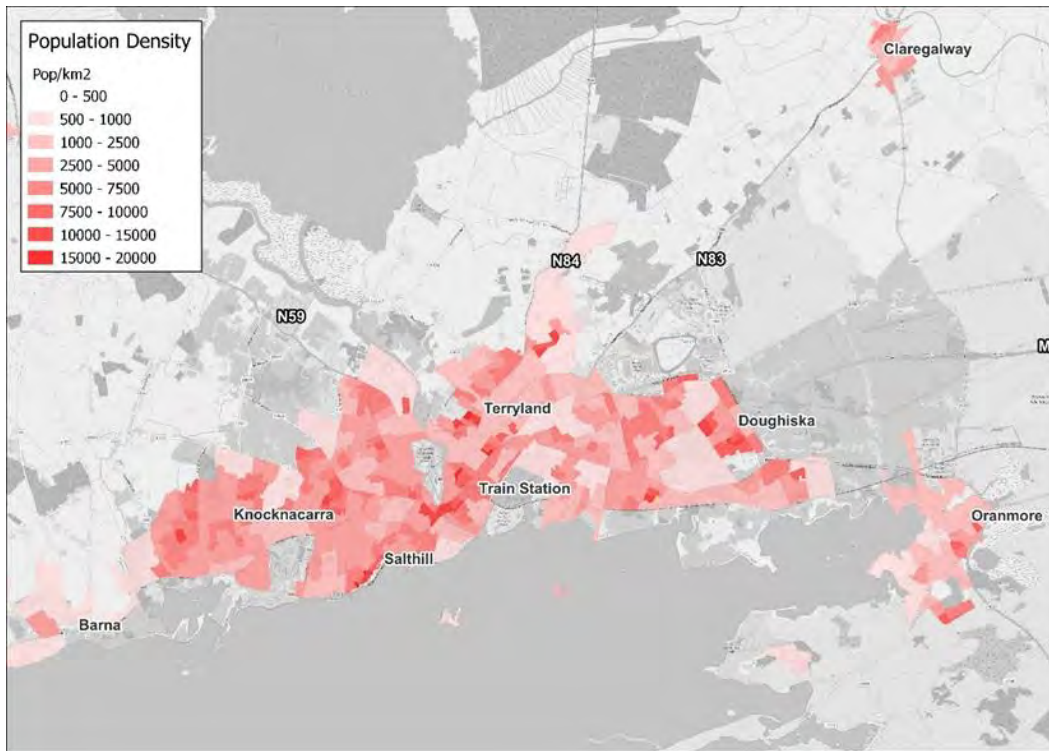 Population Density
Pop/km2
0 - 500
500 - 1000
1000 - 2500
2500 - 5000
5000 - 7500
7500 - 10000
10000 - 15000
15000 - 20000
Claregalway
N84
N83
N59
M
Terryland
Doughiska
Train Station
Knocknacarra
Oranmore
Salthill
Barna